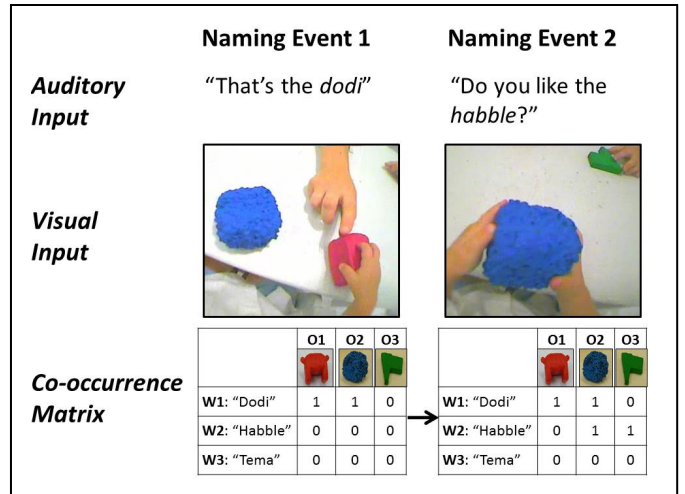 Naming Event 1 Naming Event 2
Auditory Input
"That's the dodi" "Do you like the habble?"
Visual Input
Co-occurrence Matrix
O1 O2 O3 O1 O2 O3
W1: "Dodi" 1 1 0 W1: "Dodi" 1 1 0
W2: "Habble" 0 0 0 W2: "Habble" 0 1 1
W3: "Tema" 0 0 0 W3: "Tema" 0 0 0